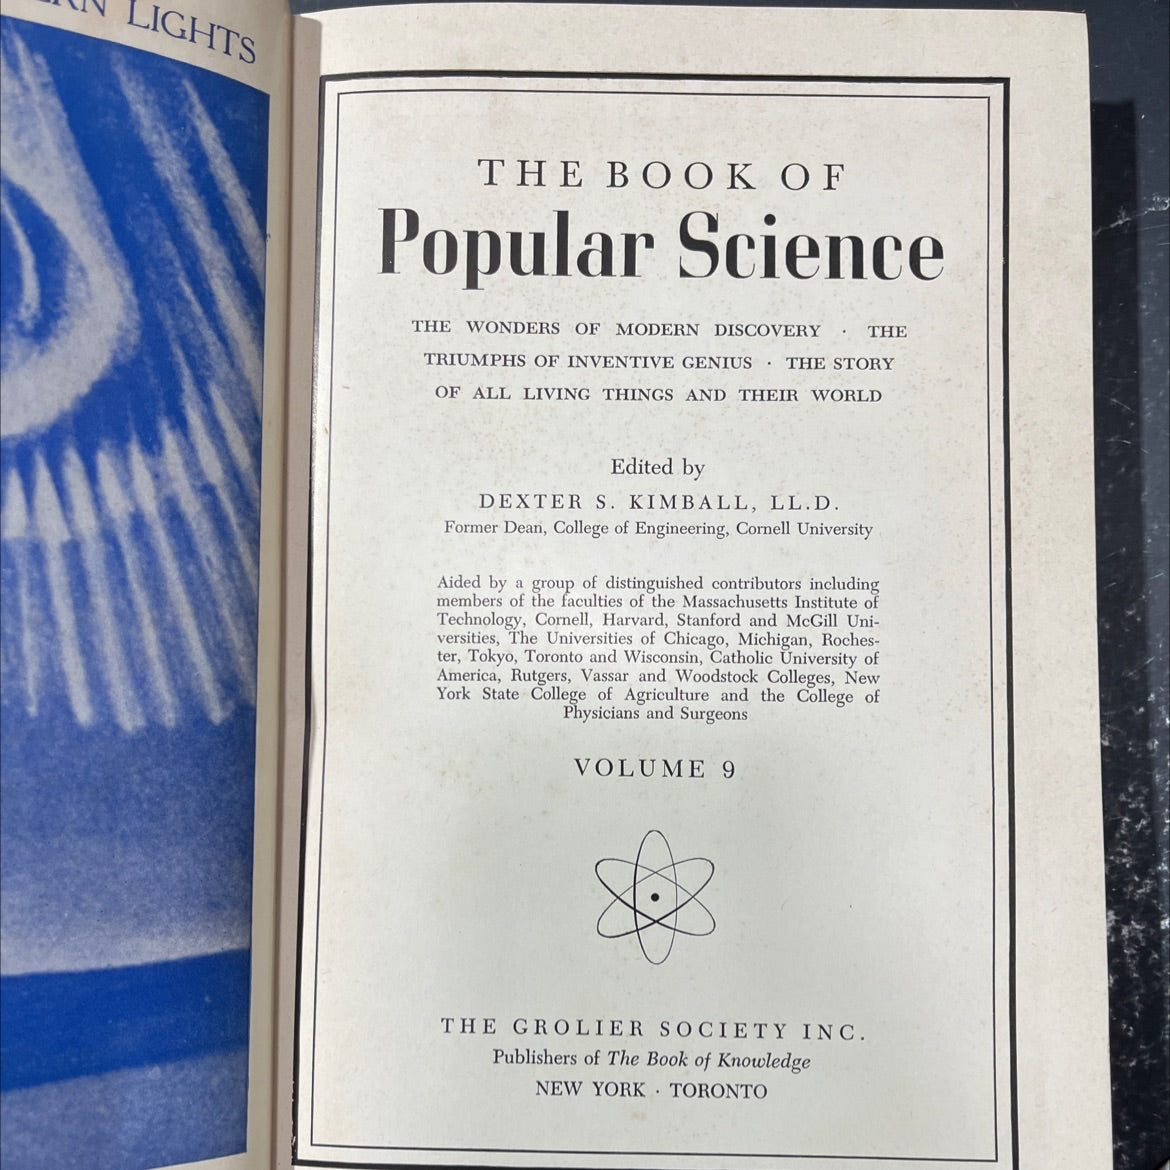 LIGHTS
THE BOOK OF
Popular Science
THE WONDERS OF MODERN DISCOVERY · THE
TRIUMPHS OF INVENTIVE GENIUS · THE STORY
OF ALL LIVING THINGS AND THEIR WORLD
Edited by
DEXTER S. KIMBALL, LL.D.
Former Dean, College of Engineering, Cornell University
Aided by a group of distinguished contributors including
members of the faculties of the Massachusetts Institute of
Technology, Cornell, Harvard, Stanford and McGill Uni-
versities, The Universities of Chicago, Michigan, Roches-
ter, Tokyo, Toronto and Wisconsin, Catholic University of
America, Rutgers, Vassar and Woodstock Colleges, New
York State College of Agriculture and the College of
Physicians and Surgeons
VOLUME 9
THE GROLIER SOCIETY INC.
Publishers of The Book of Knowledge
NEW YORK · TORONTO